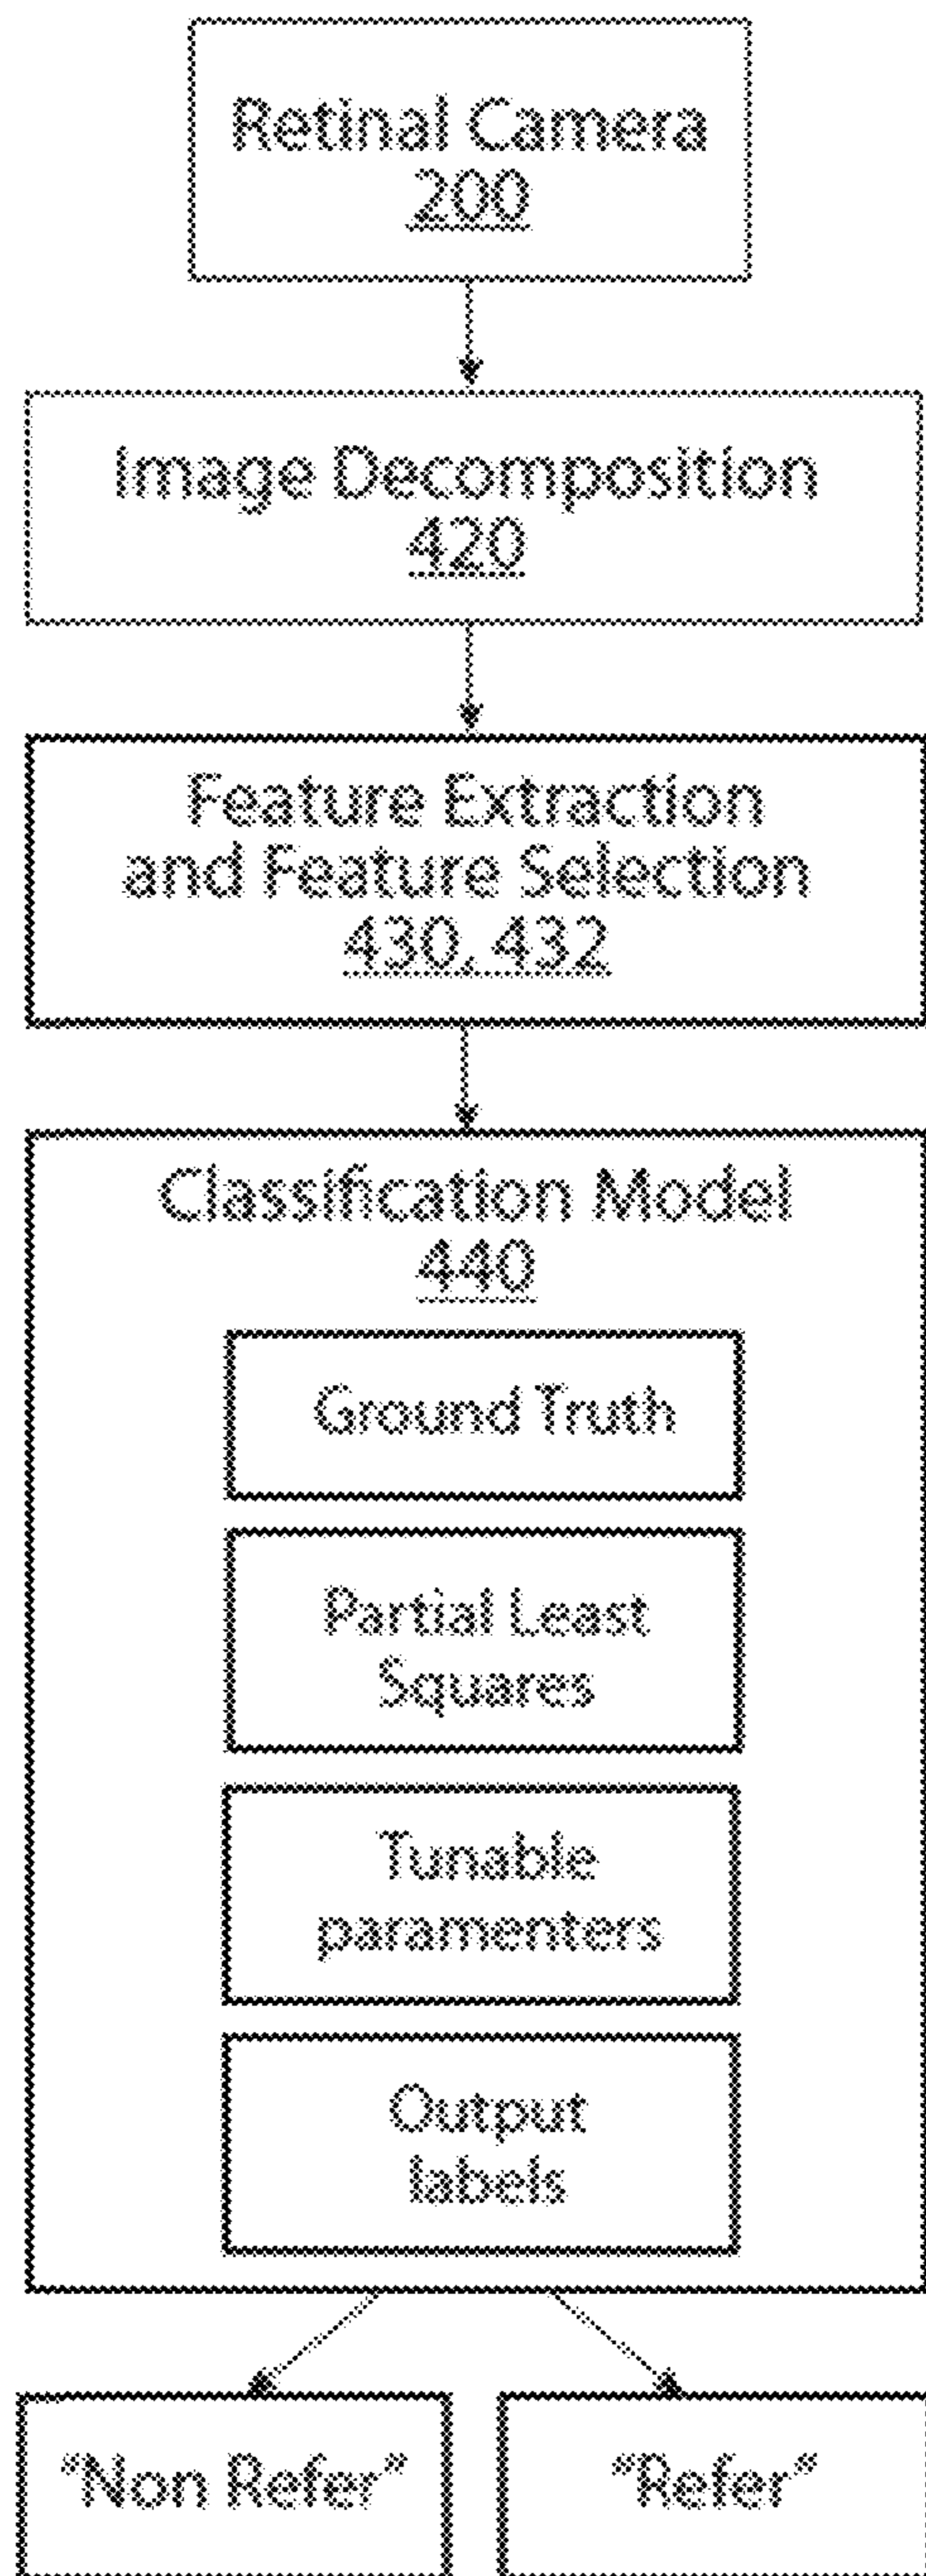 Retinal Camera
200
Image Decomposition
420
Feature Extraction
and Feature Selection
430, 432
Classification Model
440
Ground Truth
Partial Least
Squares
Tunable
paramenters
Output
labels
"Non Refer"
"Refer"